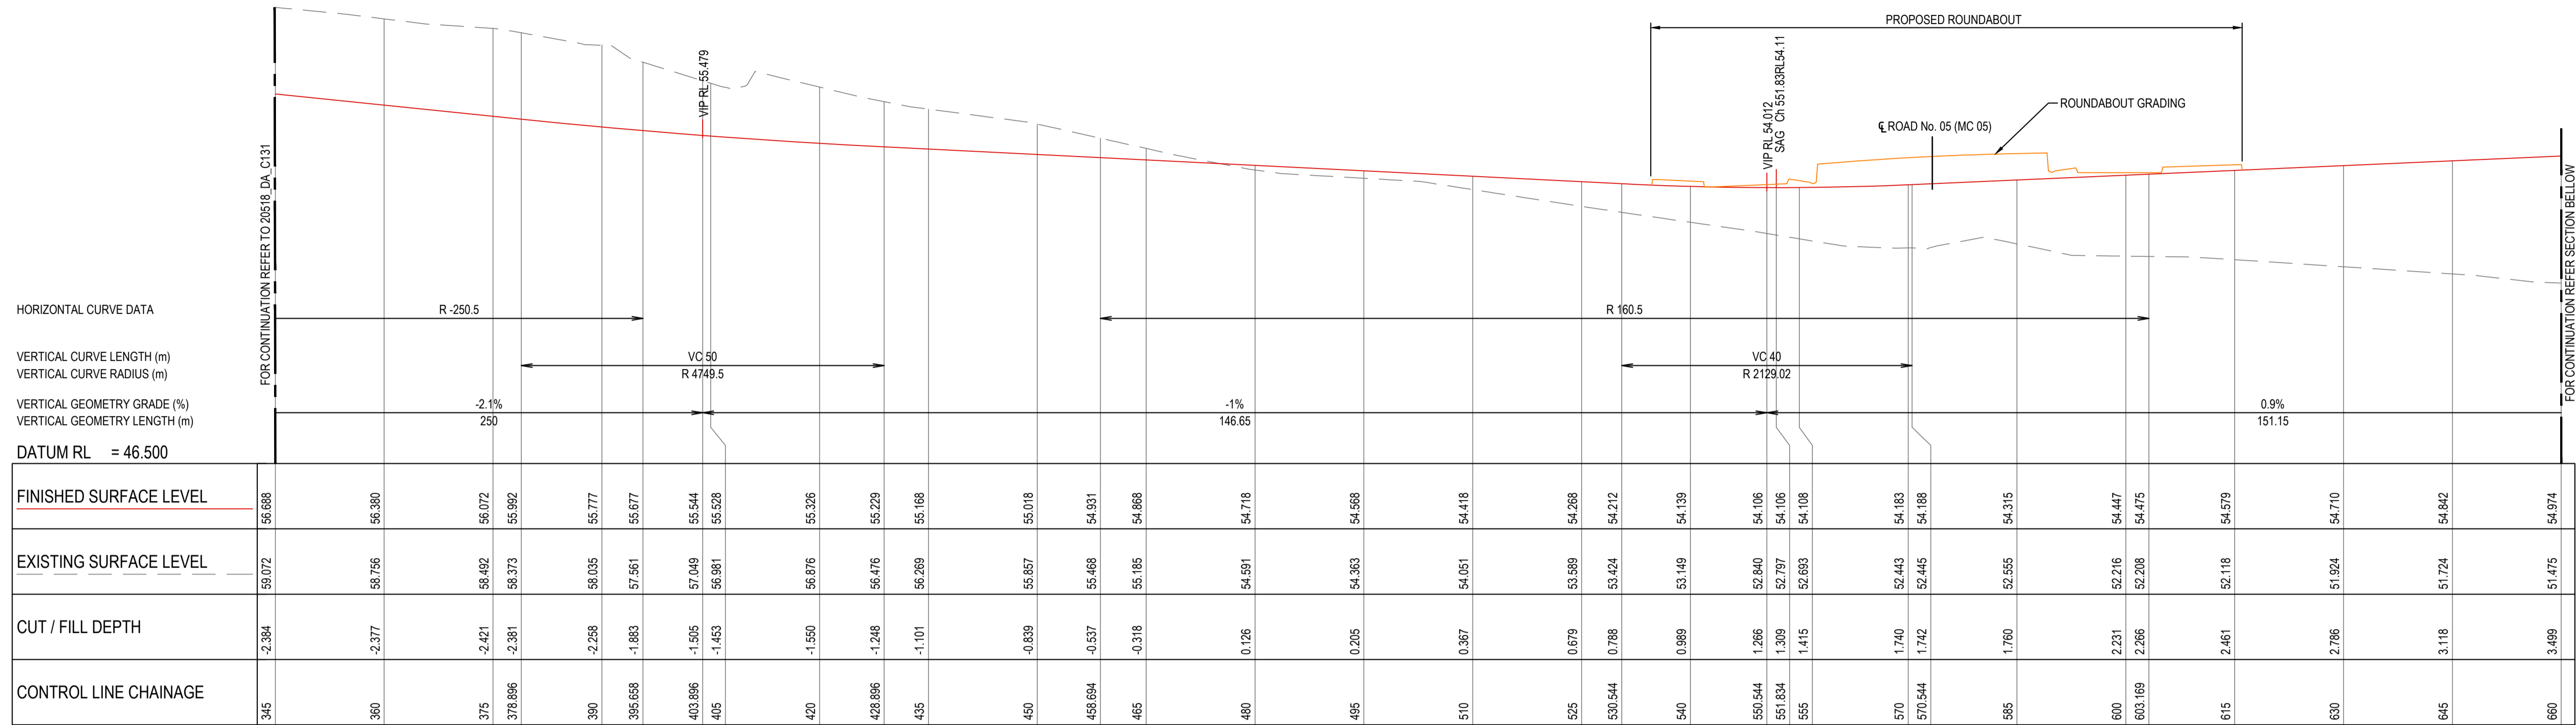 PROPOSED ROUNDABOUT
VIP RL 55.479
VIP RL 54.012
SAG Ch 551.83RL54.11
ROUNDABOUT GRADING
℄ ROAD No. 05 (MC 05)
FOR CONTINUATION REFER TO 20518_DA_C131
FOR CONTINUATION REFER SECTION BELLOW
HORIZONTAL CURVE DATA R -250.5 R 160.5
VERTICAL CURVE LENGTH (m) VC 50 VC 40
VERTICAL CURVE RADIUS (m) R 4749.5 R 2129.02
VERTICAL GEOMETRY GRADE (%) -2.1% -1% 0.9%
VERTICAL GEOMETRY LENGTH (m) 250 146.65 151.15
DATUM RL = 46.500
FINISHED SURFACE LEVEL 56.688 56.380 56.072 55.992 55.777 55.677 55.544 55.528 55.326 55.229 55.168 55.018 54.931 54.868 54.718 54.568 54.418 54.268 54.212 54.139 54.106 54.106 54.108 54.183 54.188 54.315 54.447 54.475 54.579 54.710 54.842 54.974
EXISTING SURFACE LEVEL 59.072 58.756 58.492 58.373 58.035 57.561 57.049 56.981 56.876 56.476 56.269 55.857 55.468 55.185 54.591 54.363 54.051 53.589 53.424 53.149 52.840 52.797 52.693 52.443 52.445 52.555 52.216 52.208 52.118 51.924 51.724 51.475
CUT / FILL DEPTH -2.384 -2.377 -2.421 -2.381 -2.258 -1.883 -1.505 -1.453 -1.550 -1.248 -1.101 -0.839 -0.537 -0.318 0.126 0.205 0.367 0.679 0.788 0.989 1.266 1.309 1.415 1.740 1.742 1.760 2.231 2.266 2.461 2.786 3.118 3.499
CONTROL LINE CHAINAGE 345 360 375 378.896 390 395.658 403.896 405 420 428.896 435 450 458.694 465 480 495 510 525 530.544 540 550.544 551.834 555 570 570.544 585 600 603.169 615 630 645 660